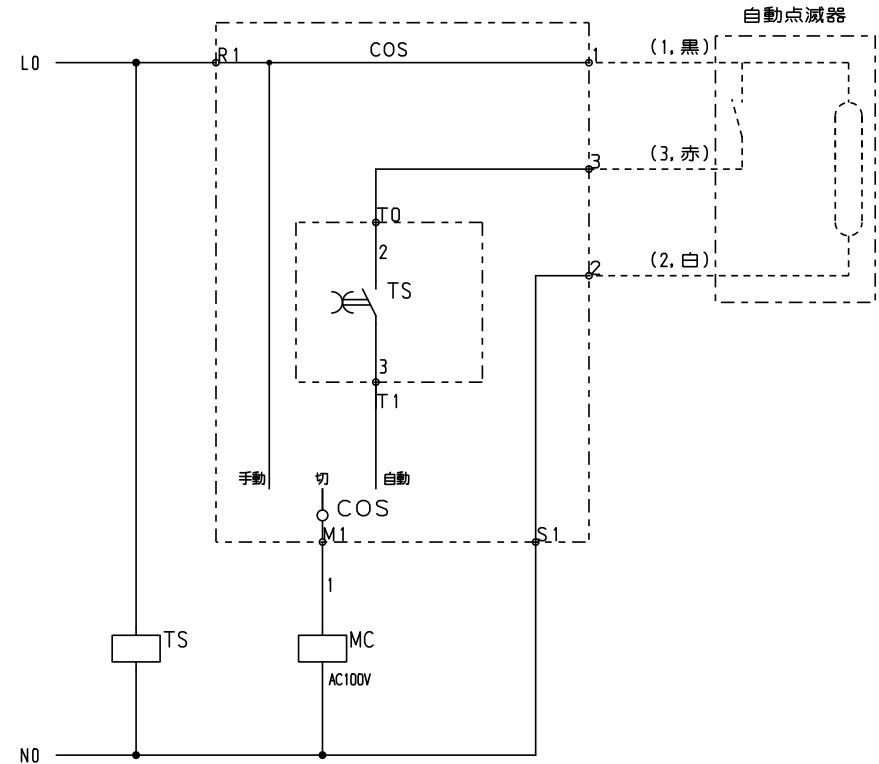 自動点滅器
COS
(1,黒)
R1
1
L0
(3,赤)
3
T0
2
(2,白)
2
TS
3
T1
手動
切
自動
COS
M1
S1
1
TS
MC
AC100V
N0